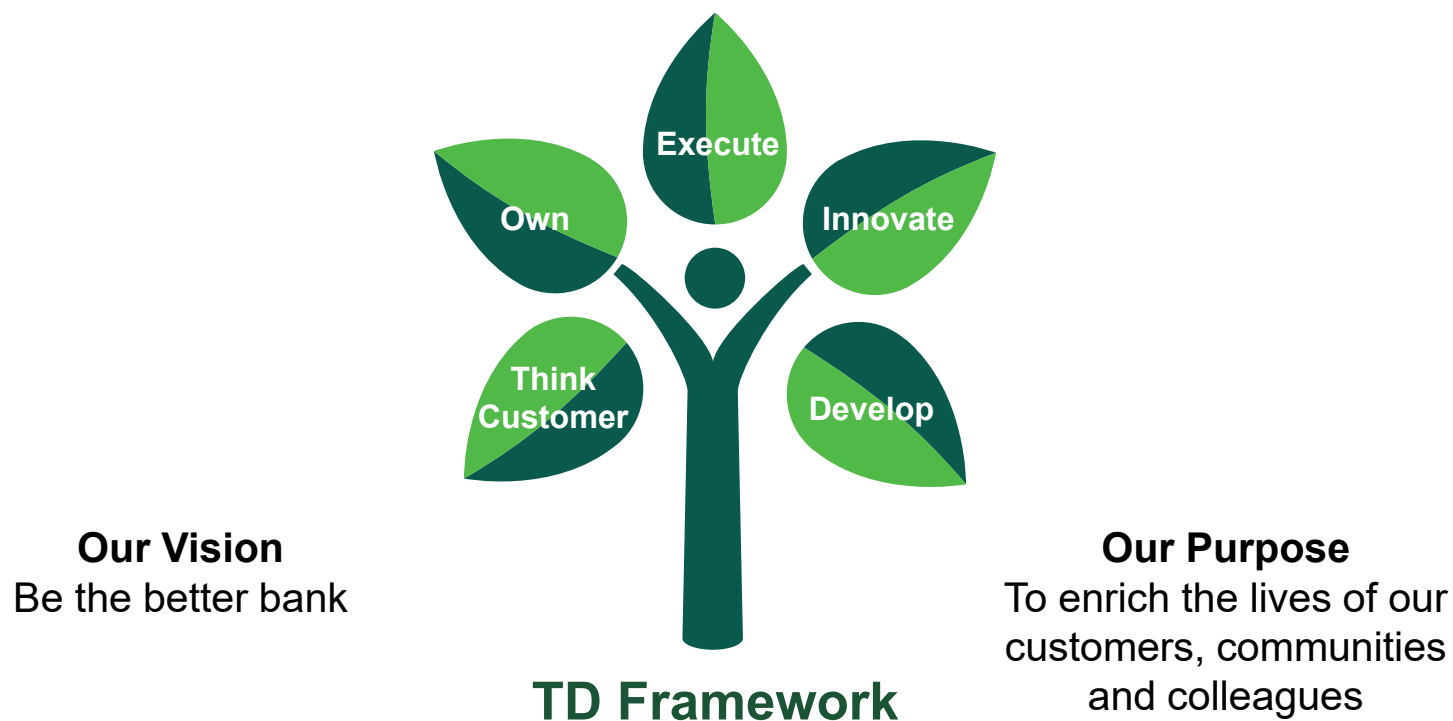 Execute
Own
Innovate
Think
Customer
Develop
Our Vision
Be the better bank
Our Purpose
To enrich the lives of our
customers, communities
and colleagues
TD Framework